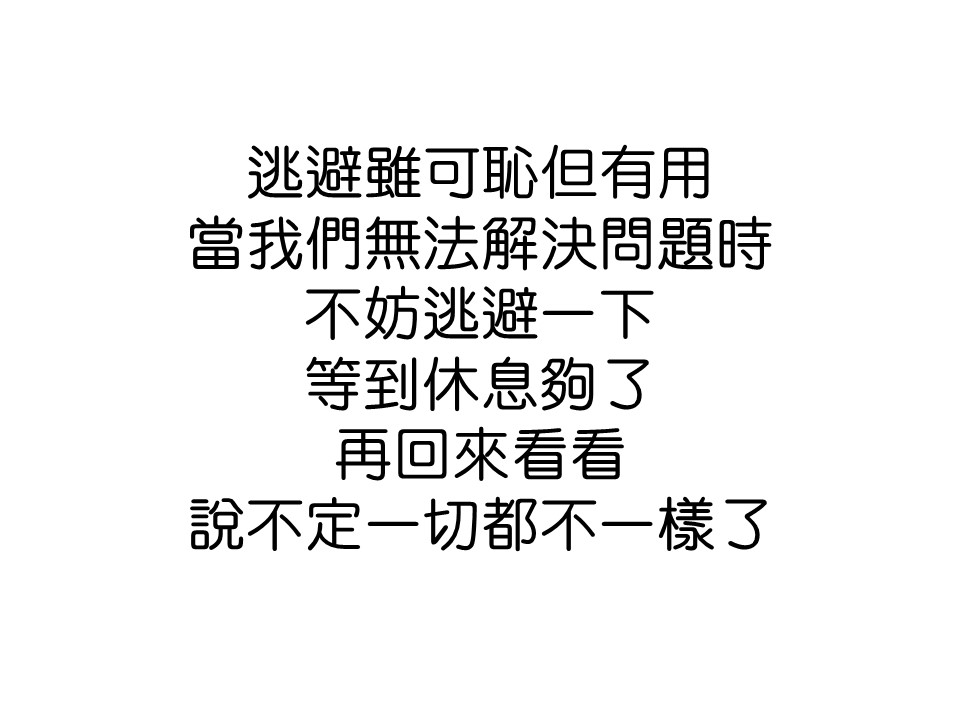 逃避雖可恥但有用
當我們無法解決問題時
不妨逃避一下
等到休息夠了
再回來看看
說不定一切都不一樣了